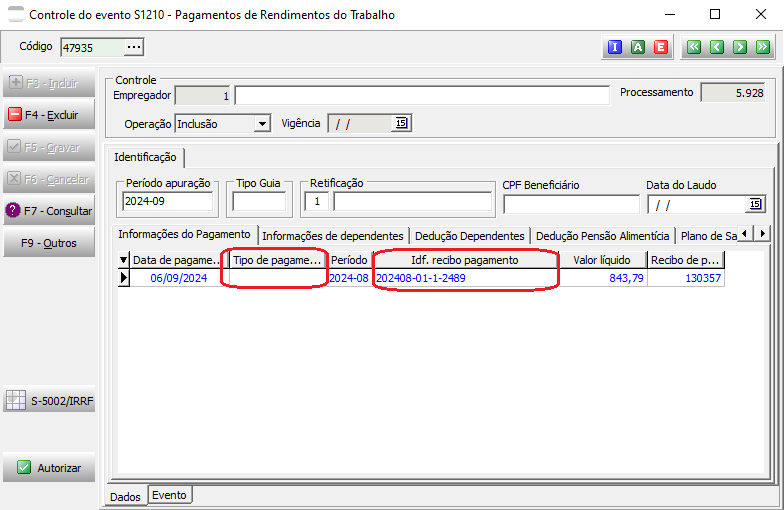 Controle do evento S1210 - Pagamentos de Rendimentos do Trabalho
Código 47935 ... I A E
F3 - Incluir
F4 - Excluir
F5 - Gravar
F6 - Cancelar
F7 - Consultar
F9 - Outros
S-5002/IRRF
Autorizar
Controle
Empregador 1 Processamento 5.928
Operação Inclusão Vigência / / 15
Identificação
Período apuração Tipo Guia Retificação CPF Beneficiário Data do Laudo
2024-09 1 / / 15
Informações do Pagamento Informações de dependentes Dedução Dependentes Dedução Pensão Alimentícia Plano de Sa
Data de pagame... Tipo de pagame... Período Idf. recibo pagamento Valor líquido Recibo de p...
06/09/2024 2024-08 202408-01-1-2489 843,79 130357
Dados Evento